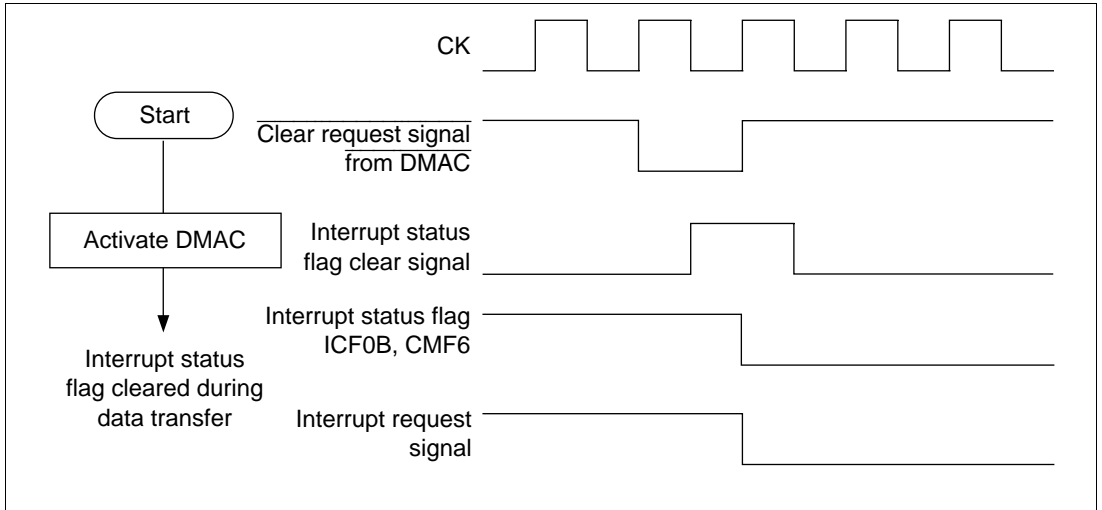 Start
Activate DMAC
Interrupt status
flag cleared during
data transfer
CK
Clear request signal
from DMAC
Interrupt status
flag clear signal
Interrupt status flag
ICF0B, CMF6
Interrupt request
signal